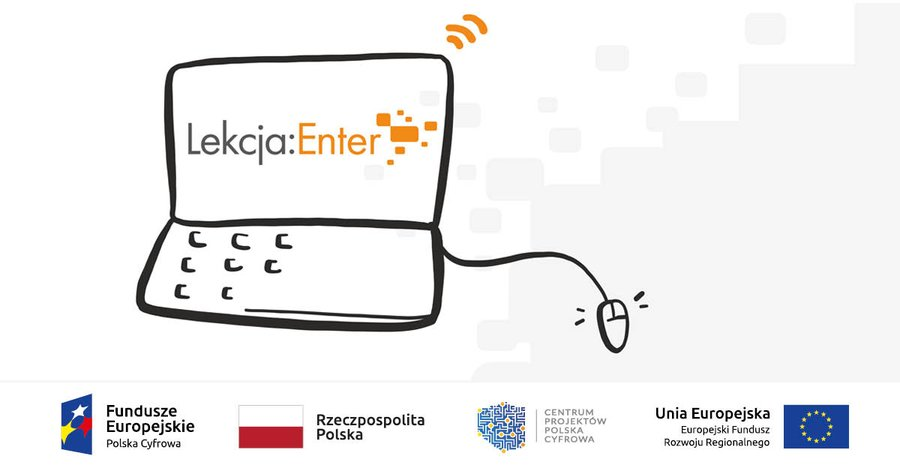 Lekcja:Enter
Fundusze
Europejskie
Polska Cyfrowa
Rzeczpospolita
Polska
CENTRUM
PROJEKTÓW
POLSKA
CYFROWA
Unia Europejska
Europejski Fundusz
Rozwoju Regionalnego